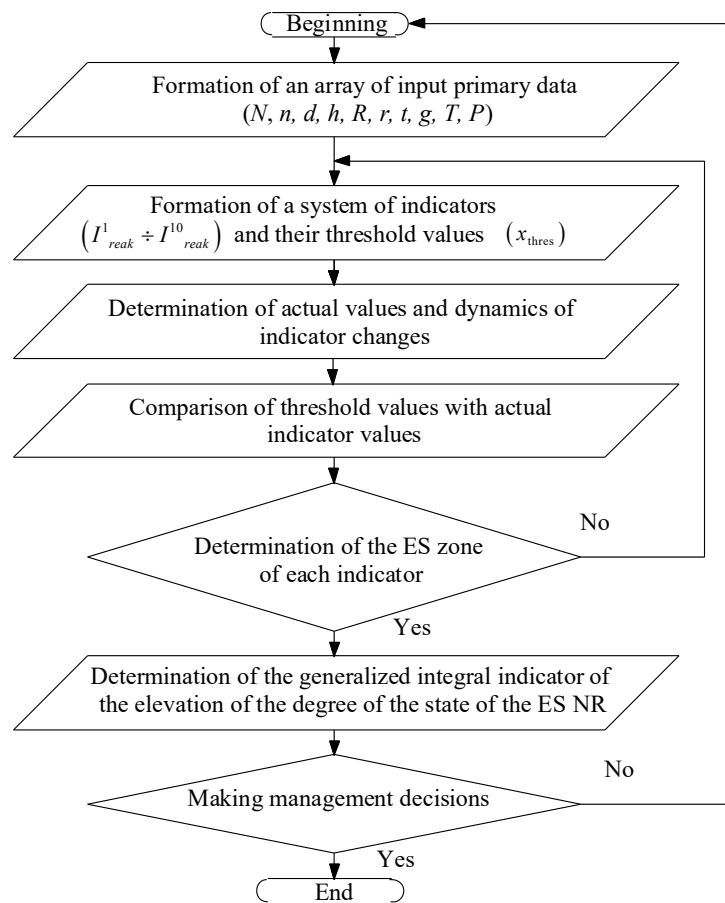 Beginning
Formation of an array of input primary data
(N, n, d, h, R, r, t, g, T, P)
Formation of a system of indicators
(I¹reak ÷ I¹⁰reak) and their threshold values (xthres)
Determination of actual values and dynamics of
indicator changes
Comparison of threshold values with actual
indicator values
No
Determination of the ES zone
of each indicator
Yes
Determination of the generalized integral indicator of
the elevation of the degree of the state of the ES NR
No
Making management decisions
Yes
End